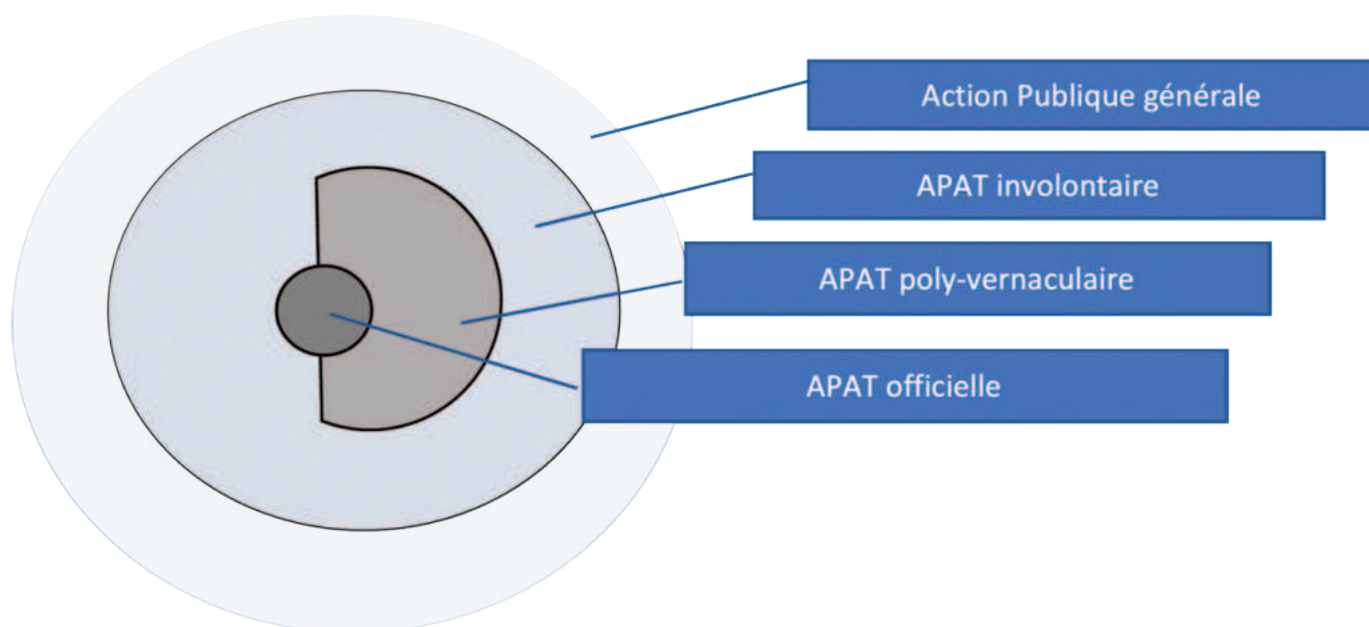 Action Publique générale
APAT involontaire
APAT poly-vernaculaire
APAT officielle